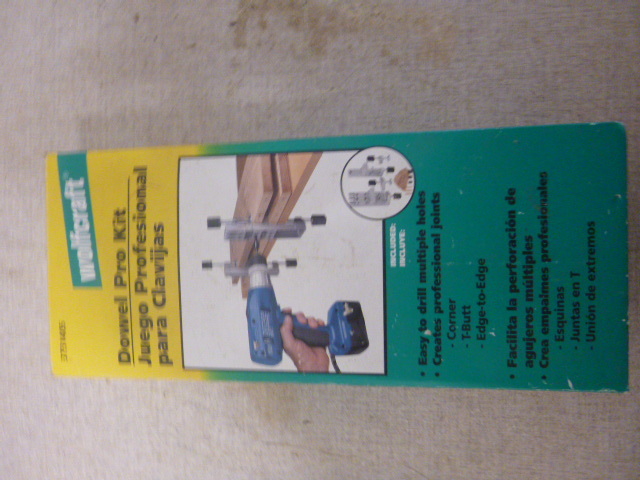 wolfcraft
Dowel Pro Kit
Juego Profesional
para Clavijas
INCLUDED:
INCLUYE:
• Easy to drill multiple holes
• Creates professional joints
- Corner
- T-Butt
- Edge-to-Edge
• Facilita la perforación de
agujeros múltiples
• Crea empalmes profesionales
- Esquinas
- Juntas en T
- Unión de extremos